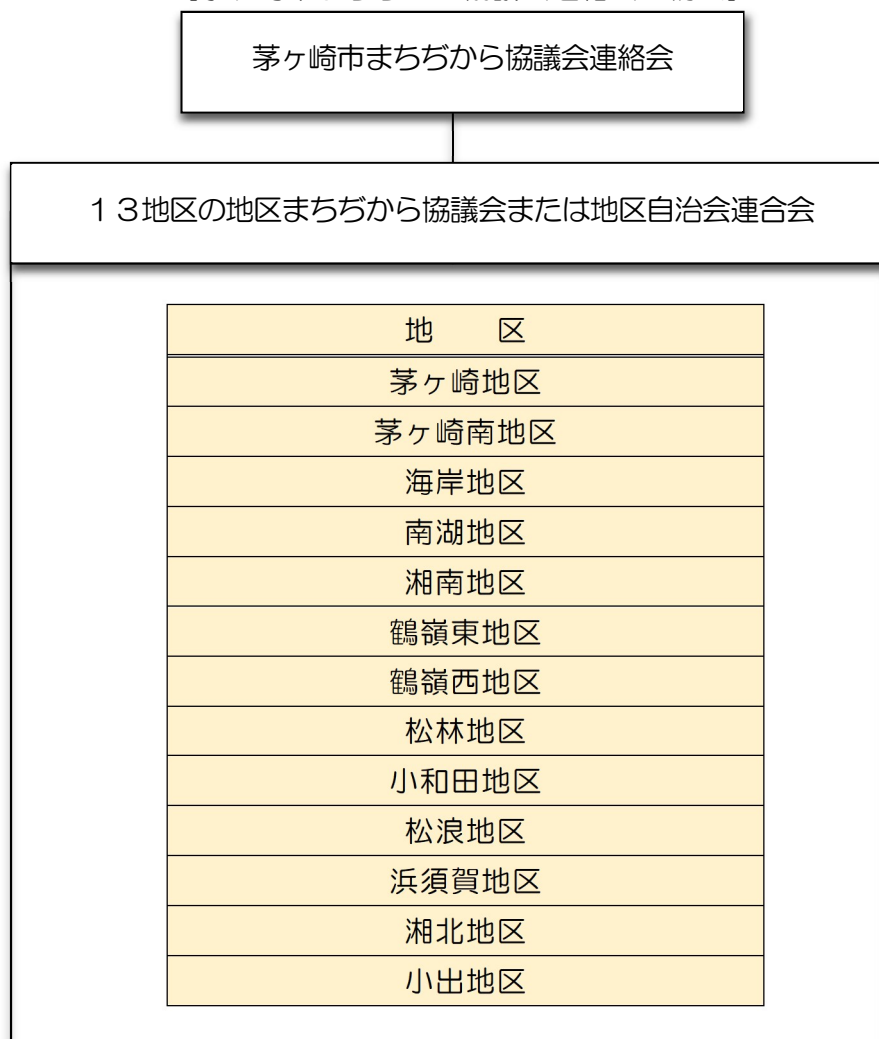 茅ヶ崎市まちぢから協議会連絡会
１３地区の地区まちぢから協議会または地区自治会連合会
地　　区
茅ヶ崎地区
茅ヶ崎南地区
海岸地区
南湖地区
湘南地区
鶴嶺東地区
鶴嶺西地区
松林地区
小和田地区
松浪地区
浜須賀地区
湘北地区
小出地区